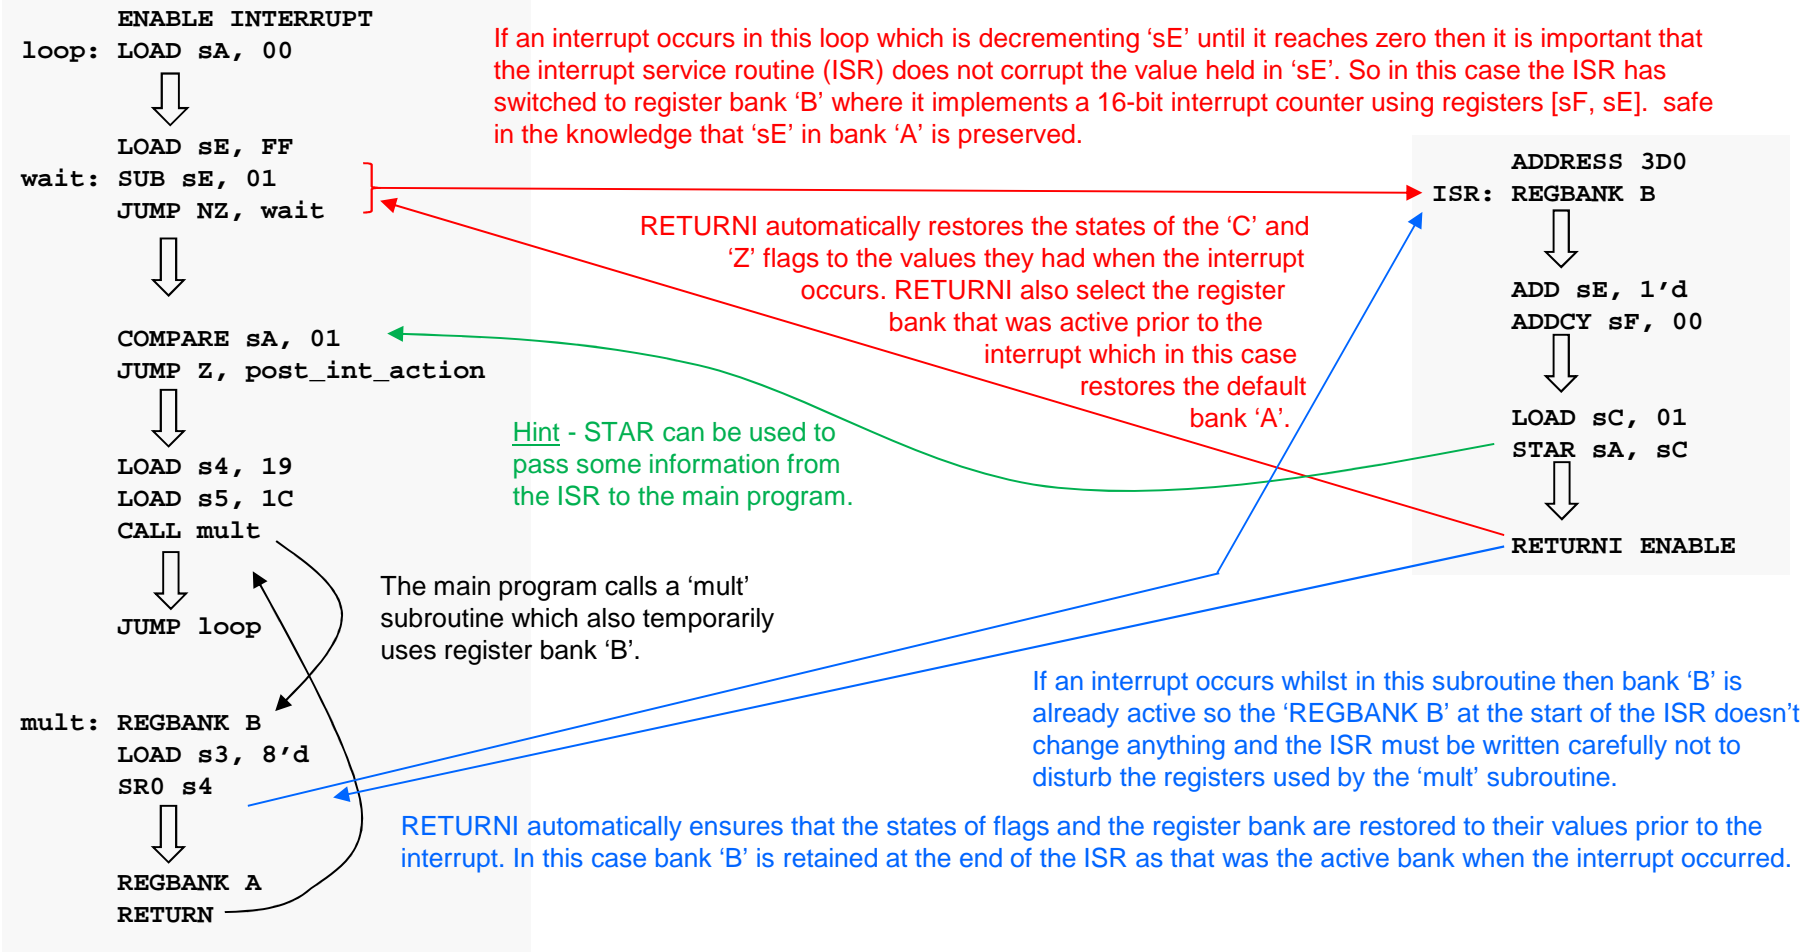 ENABLE INTERRUPT
loop: LOAD sA, 00
LOAD sE, FF
wait: SUB sE, 01
JUMP NZ, wait
COMPARE sA, 01
JUMP Z, post_int_action
LOAD s4, 19
LOAD s5, 1C
CALL mult
JUMP loop
mult: REGBANK B
LOAD s3, 8’d
SR0 s4
REGBANK A
RETURN
If an interrupt occurs in this loop which is decrementing ‘sE’ until it reaches zero then it is important that
the interrupt service routine (ISR) does not corrupt the value held in ‘sE’. So in this case the ISR has
switched to register bank ‘B’ where it implements a 16-bit interrupt counter using registers [sF, sE].  safe
in the knowledge that ‘sE’ in bank ‘A’ is preserved.
RETURNI automatically restores the states of the ‘C’ and
‘Z’ flags to the values they had when the interrupt
occurs. RETURNI also select the register
bank that was active prior to the
interrupt which in this case
restores the default
bank ‘A’.
Hint - STAR can be used to
pass some information from
the ISR to the main program.
The main program calls a ‘mult’
subroutine which also temporarily
uses register bank ‘B’.
ADDRESS 3D0
ISR: REGBANK B
ADD sE, 1’d
ADDCY sF, 00
LOAD sC, 01
STAR sA, sC
RETURNI ENABLE
If an interrupt occurs whilst in this subroutine then bank ‘B’ is
already active so the ‘REGBANK B’ at the start of the ISR doesn’t
change anything and the ISR must be written carefully not to
disturb the registers used by the ‘mult’ subroutine.
RETURNI automatically ensures that the states of flags and the register bank are restored to their values prior to the
interrupt. In this case bank ‘B’ is retained at the end of the ISR as that was the active bank when the interrupt occurred.